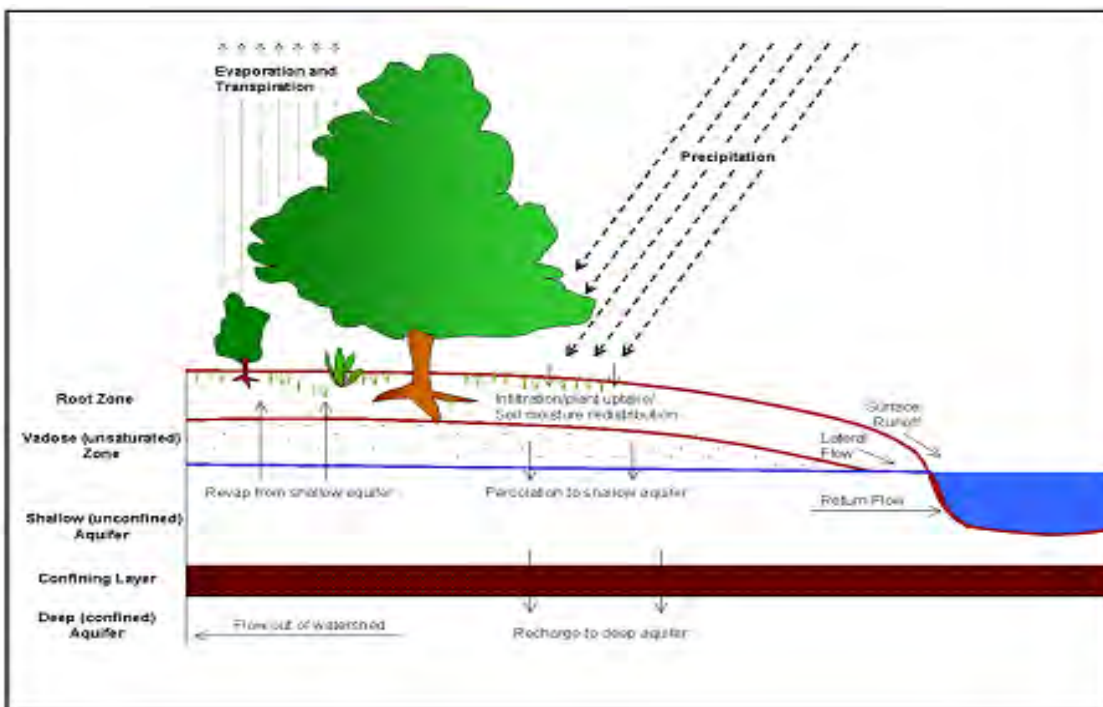 Evaporation and
Transpiration
Precipitation
Root Zone
Infiltration/plant uptake/
Soil moisture redistribution
Surface
Runoff
Lateral
Flow
Vadose (unsaturated)
Zone
Revap from shallow aquifer
Percolation to shallow aquifer
Return Flow
Shallow (unconfined)
Aquifer
Confining Layer
Deep (confined)
Aquifer
Flow out of watershed
Recharge to deep aquifer